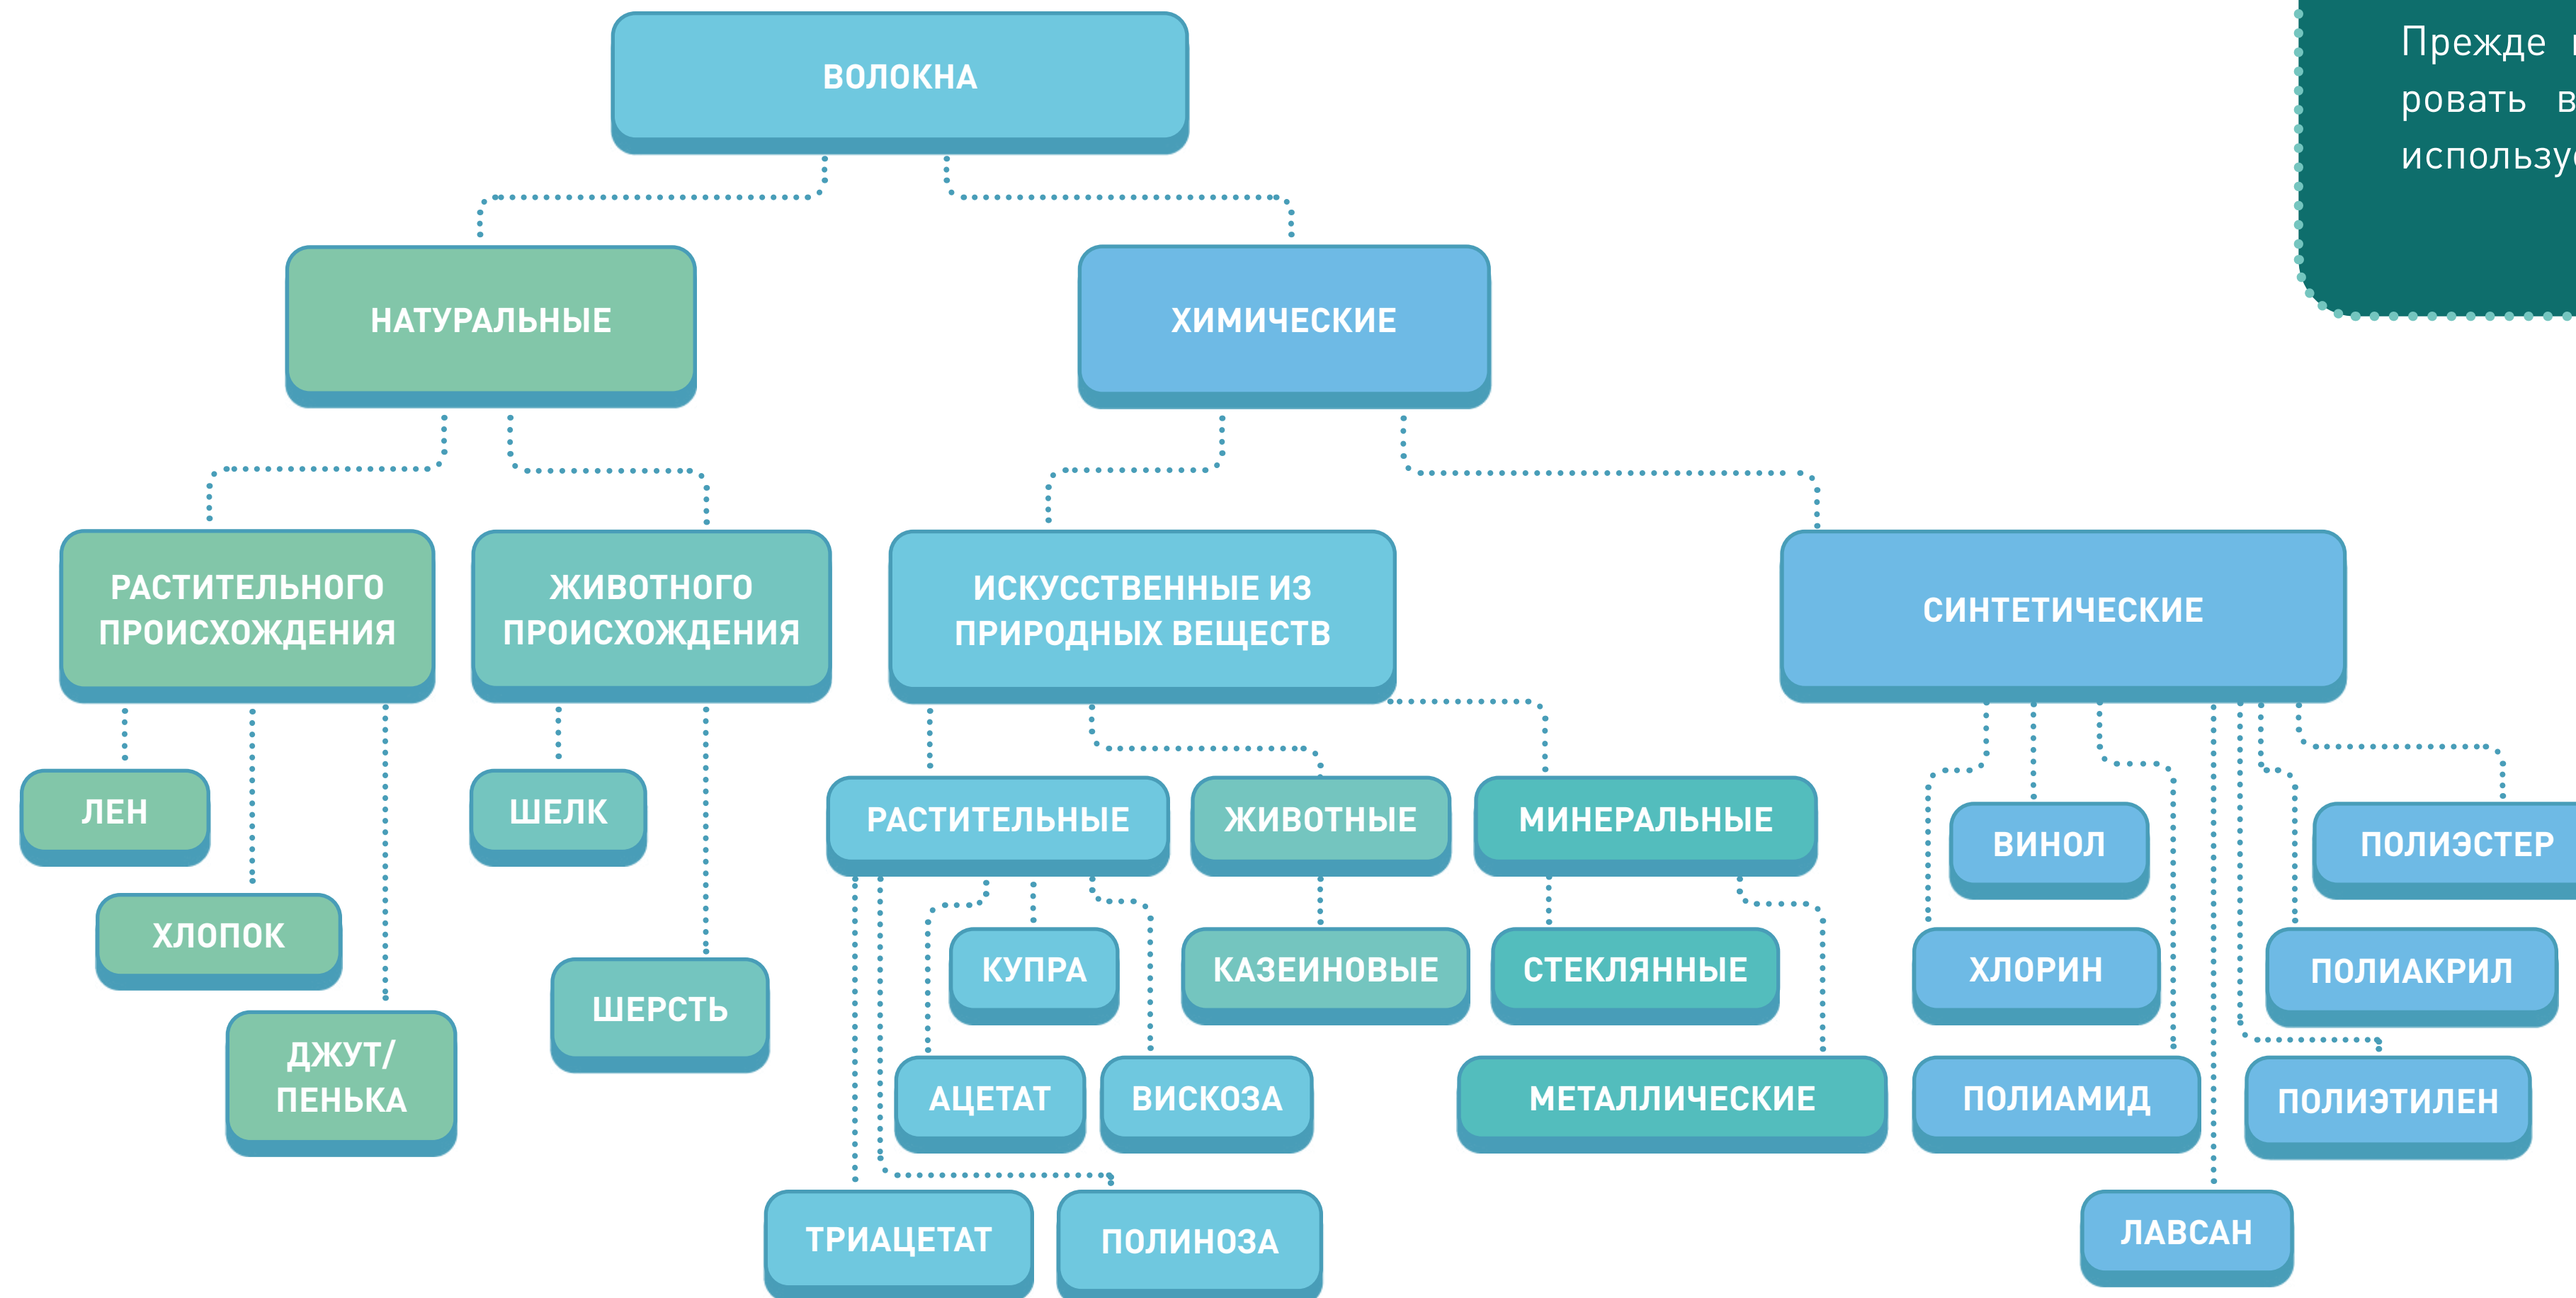 ВОЛОКНА
Прежде
ровать
НАТУРАЛЬНЫЕ
ХИМИЧЕСКИЕ
РАСТИТЕЛЬНОГО
ПРОИСХОЖДЕНИЯ
ЖИВОТНОГО
ПРОИСХОЖДЕНИЯ
ИСКУССТВЕННЫЕ ИЗ
ПРИРОДНЫХ ВЕЩЕСТВ
СИНТЕТИЧЕСКИЕ
ЛЕН
ХЛОПОК
ДЖУТ/
ПЕНЬКА
ШЕЛК
ШЕРСТЬ
РАСТИТЕЛЬНЫЕ
ЖИВОТНЫЕ
МИНЕРАЛЬНЫЕ
КУПРА
КАЗЕИНОВЫЕ
СТЕКЛЯННЫЕ
АЦЕТАТ
ВИСКОЗА
МЕТАЛЛИЧЕСКИЕ
ТРИАЦЕТАТ
ПОЛИНОЗА
ВИНОЛ
ПОЛИЭСТЕР
ХЛОРИН
ПОЛИАКРИЛ
ПОЛИАМИД
ПОЛИЭТИЛЕН
ЛАВСАН